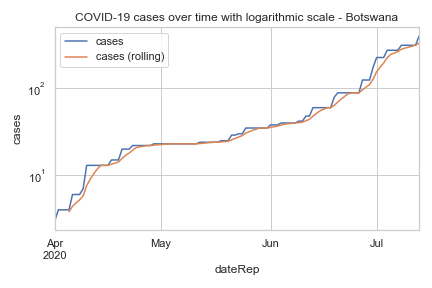 COVID-19 cases over time with logarithmic scale - Botswana
cases
cases (rolling)
10²
10¹
cases
Apr
2020
May
Jun
Jul
dateRep